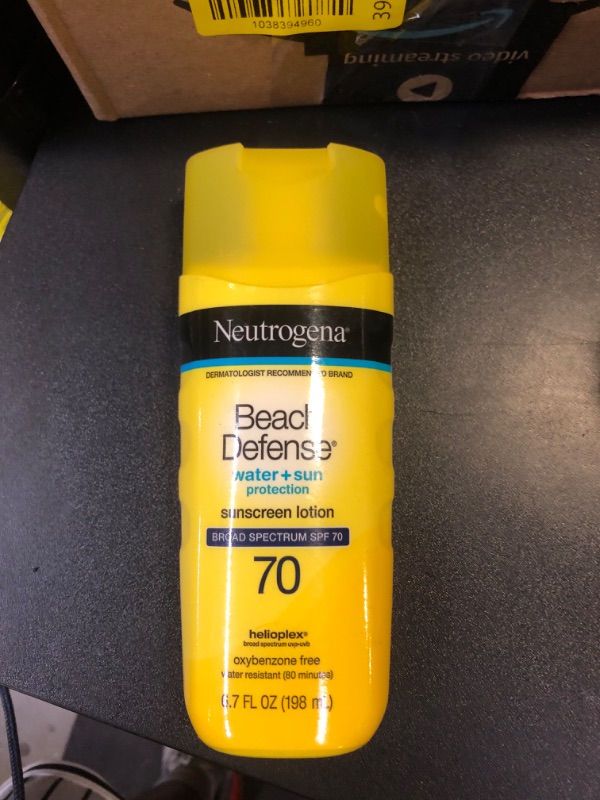 1038394960
39
video streaming
Neutrogena®
DERMATOLOGIST RECOMMENDED BRAND
Beach
Defense®
water+sun
protection
sunscreen lotion
BROAD SPECTRUM SPF 70
70
helioplex®
broad spectrum uva•uvb
oxybenzone free
water resistant (80 minutes)
6.7 FL OZ (198 mL)